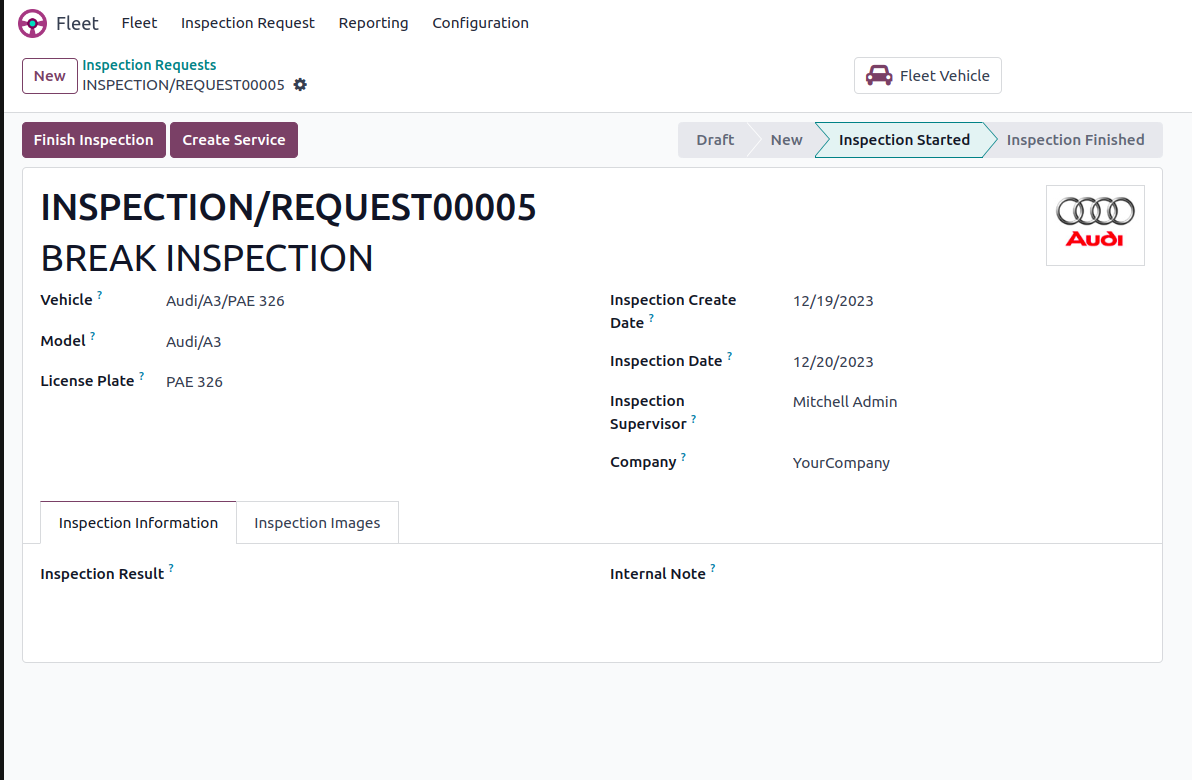 Fleet Fleet Inspection Request Reporting Configuration
New Inspection Requests
INSPECTION/REQUEST00005
Fleet Vehicle
Finish Inspection Create Service
Draft New Inspection Started Inspection Finished
INSPECTION/REQUEST00005
BREAK INSPECTION
Audi
Vehicle ? Audi/A3/PAE 326
Model ? Audi/A3
License Plate ? PAE 326
Inspection Create
Date ? 12/19/2023
Inspection Date ? 12/20/2023
Inspection
Supervisor ? Mitchell Admin
Company ? YourCompany
Inspection Information Inspection Images
Inspection Result ?
Internal Note ?